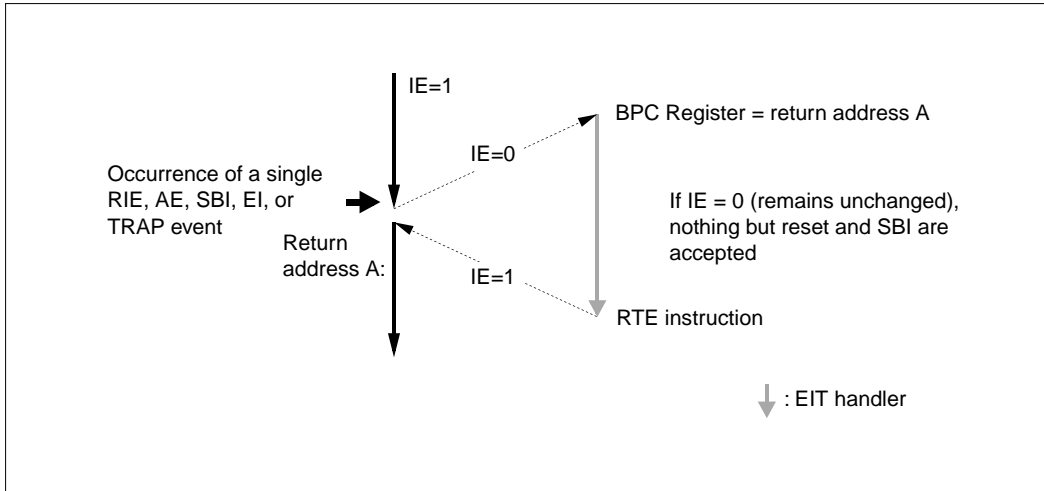 IE=1
BPC Register = return address A
IE=0
Occurrence of a single
RIE, AE, SBI, EI, or
TRAP event
If IE = 0 (remains unchanged),
nothing but reset and SBI are
accepted
Return
address A:
IE=1
RTE instruction
: EIT handler